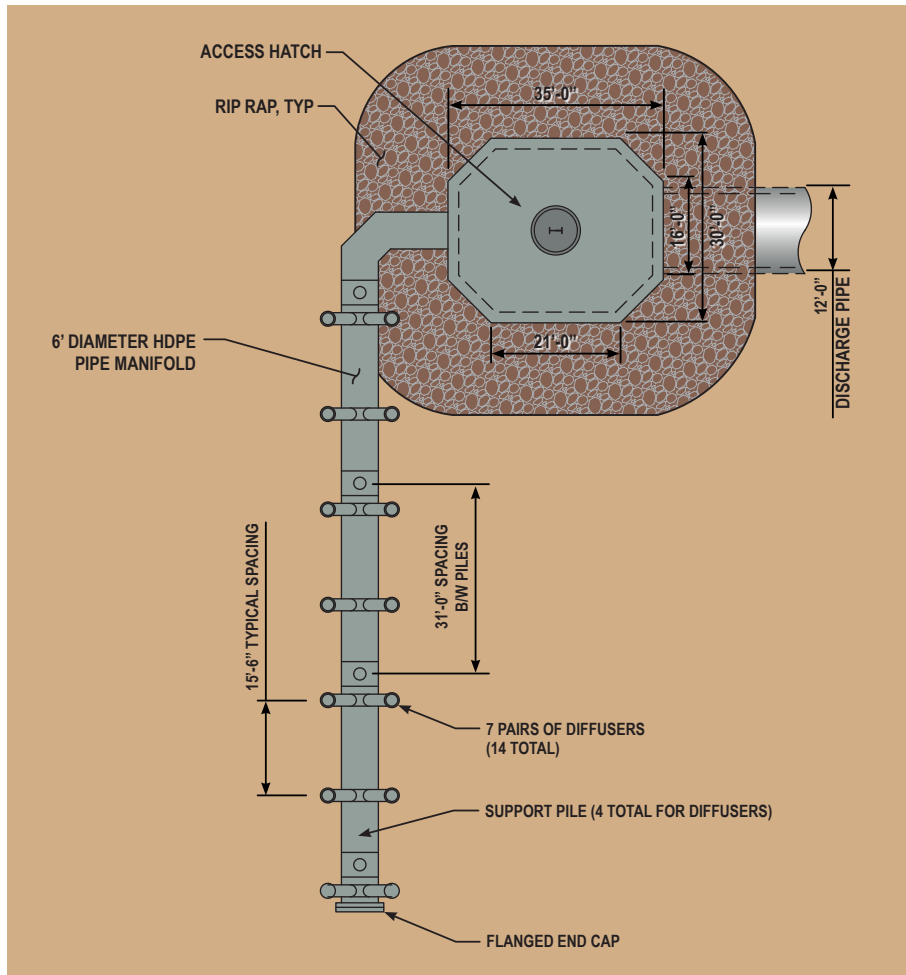 ACCESS HATCH
RIP RAP, TYP
35'-0"
16'-0"
30'-0"
21'-0"
12'-0"
DISCHARGE PIPE
6' DIAMETER HDPE
PIPE MANIFOLD
31'-0" SPACING
B/W PILES
15'-6" TYPICAL SPACING
7 PAIRS OF DIFFUSERS
(14 TOTAL)
SUPPORT PILE (4 TOTAL FOR DIFFUSERS)
FLANGED END CAP